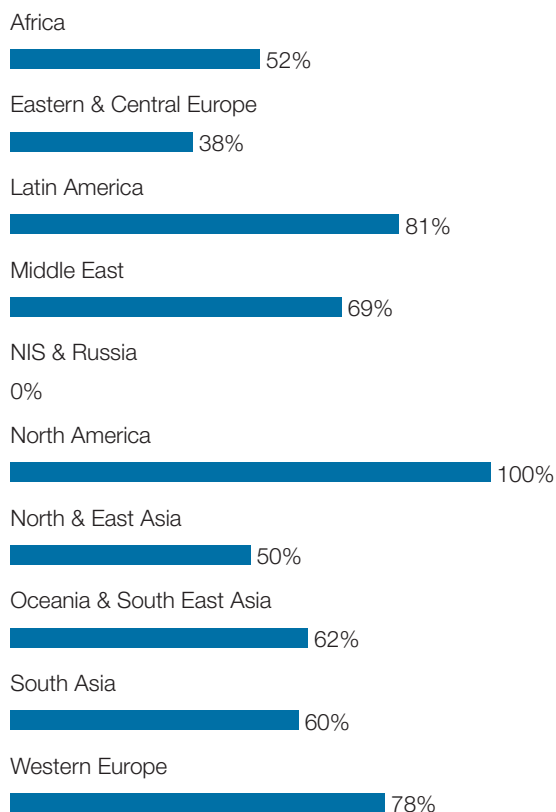 Africa
52%
Eastern & Central Europe
38%
Latin America
81%
Middle East
69%
NIS & Russia
0%
North America
100%
North & East Asia
50%
Oceania & South East Asia
62%
South Asia
60%
Western Europe
78%